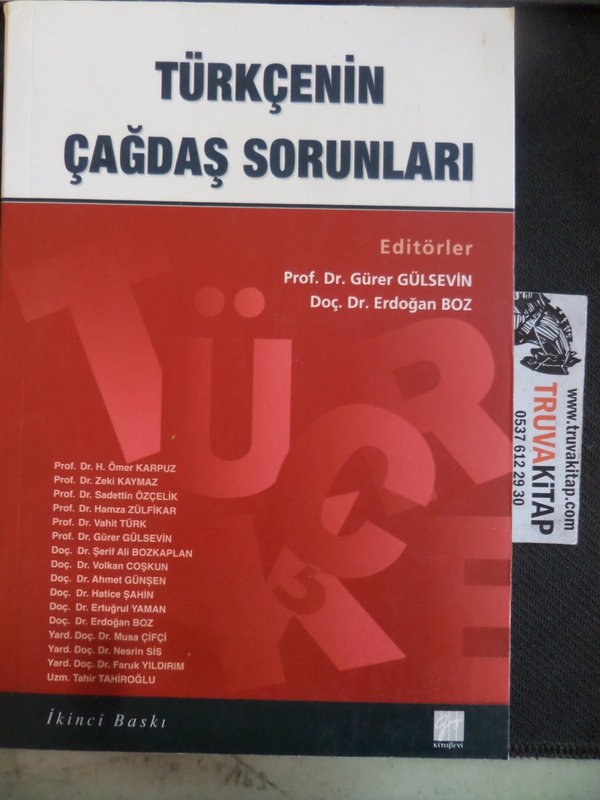 TÜRKÇENİN
ÇAĞDAŞ SORUNLARI
Editörler
Prof. Dr. Gürer GÜLSEVİN
Doç. Dr. Erdoğan BOZ
TÜRKÇE
Prof. Dr. H. Ömer KARPUZ
Prof. Dr. Zeki KAYMAZ
Prof. Dr. Sadettin ÖZÇELİK
Prof. Dr. Hamza ZÜLFİKAR
Prof. Dr. Vahit TÜRK
Prof. Dr. Gürer GÜLSEVİN
Doç. Dr. Şerif Ali BOZKAPLAN
Doç. Dr. Volkan COŞKUN
Doç. Dr. Ahmet GÜNŞEN
Doç. Dr. Hatice ŞAHİN
Doç. Dr. Ertuğrul YAMAN
Doç. Dr. Erdoğan BOZ
Yard. Doç. Dr. Musa ÇİFÇİ
Yard. Doç. Dr. Nesrin SİS
Yard. Doç. Dr. Faruk YILDIRIM
Uzm. Tahir TAHİROĞLU
İkinci Baskı
kitabevi
www.truvakitap.com
TRUVAKİTAP
0537 612 29 30